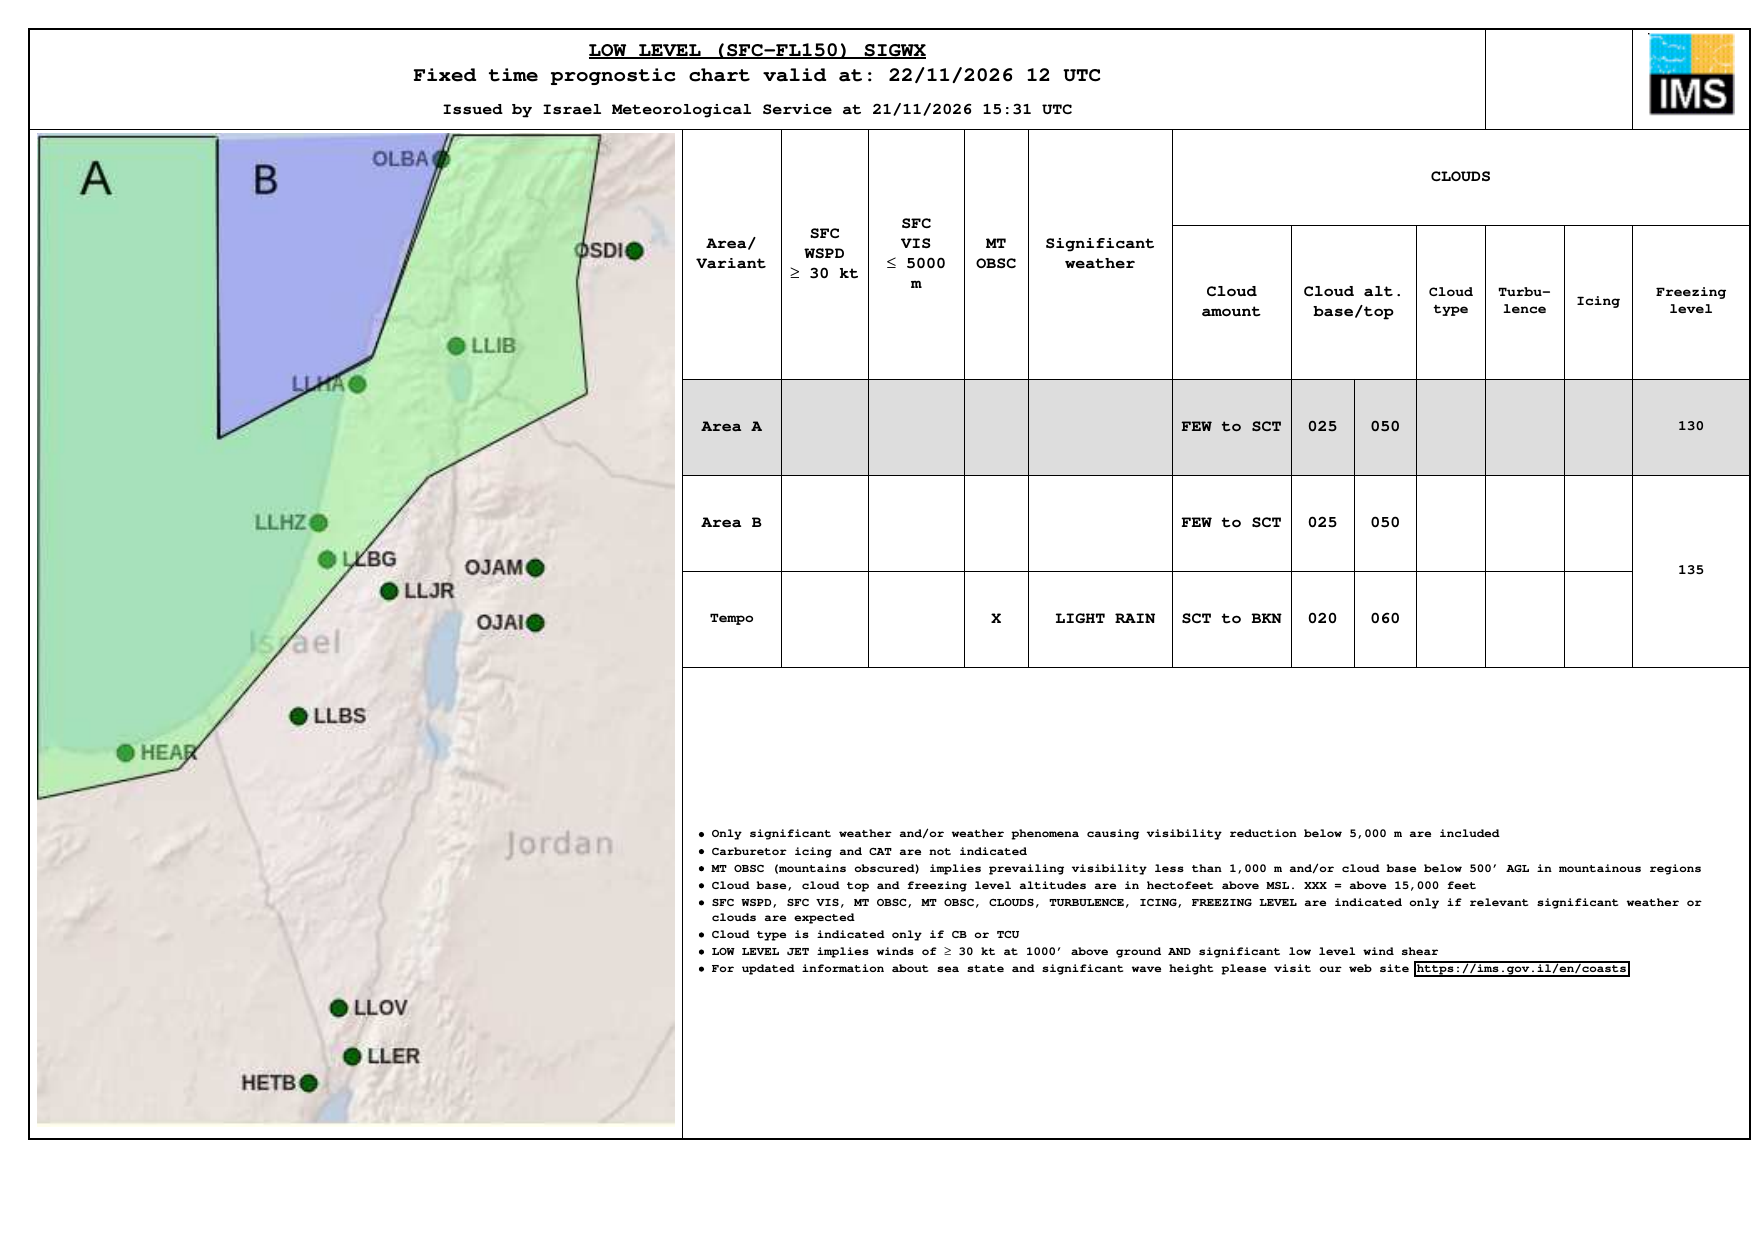 LOW LEVEL (SFC-FL150) SIGWX
Fixed time prognostic chart valid at: 22/11/2026 12 UTC
Issued by Israel Meteorological Service at 21/11/2026 15:31 UTC
IMS
A
B
OLBA
OSDI
LLIB
LLHA
LLHZ
LLBG
OJAM
LLJR
OJAI
Israel
LLBS
HEAR
Jordan
LLOV
LLER
HETB
Area/
Variant
SFC
WSPD
≥ 30 kt
SFC
VIS
≤ 5000
m
MT
OBSC
Significant
weather
CLOUDS
Cloud
amount
Cloud alt.
base/top
Cloud
type
Turbu-
lence
Icing
Freezing
level
Area A FEW to SCT 025 050 130
Area B FEW to SCT 025 050
135
Tempo X LIGHT RAIN SCT to BKN 020 060
• Only significant weather and/or weather phenomena causing visibility reduction below 5,000 m are included
• Carburetor icing and CAT are not indicated
• MT OBSC (mountains obscured) implies prevailing visibility less than 1,000 m and/or cloud base below 500’ AGL in mountainous regions
• Cloud base, cloud top and freezing level altitudes are in hectofeet above MSL. XXX = above 15,000 feet
• SFC WSPD, SFC VIS, MT OBSC, MT OBSC, CLOUDS, TURBULENCE, ICING, FREEZING LEVEL are indicated only if relevant significant weather or
clouds are expected
• Cloud type is indicated only if CB or TCU
• LOW LEVEL JET implies winds of ≥ 30 kt at 1000’ above ground AND significant low level wind shear
• For updated information about sea state and significant wave height please visit our web site https://ims.gov.il/en/coasts